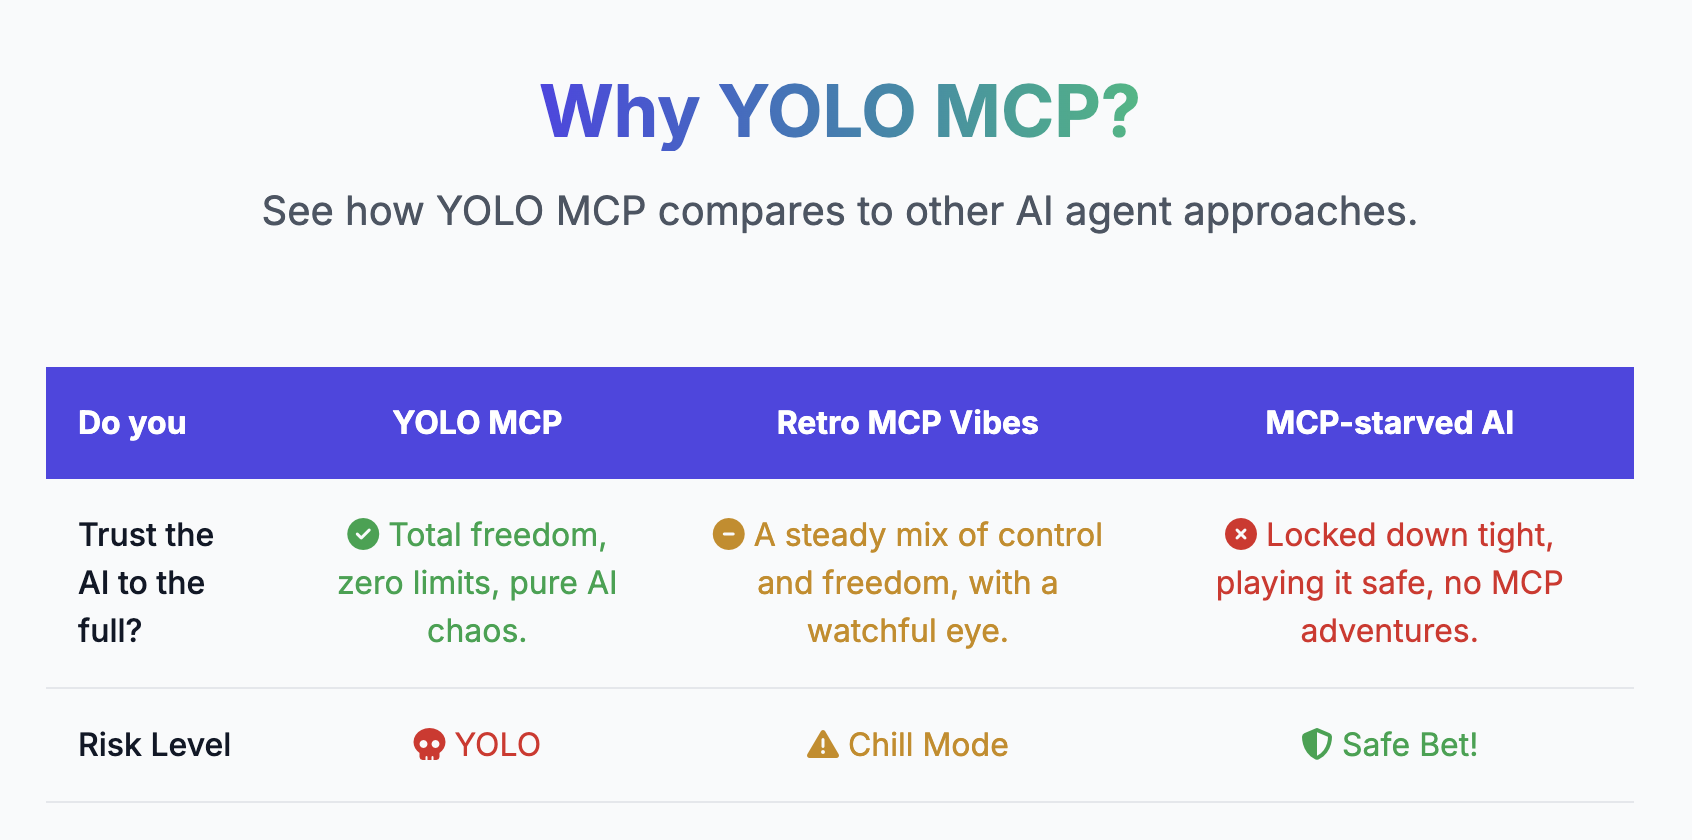 Why YOLO MCP?
See how YOLO MCP compares to other AI agent approaches.
Do you
YOLO MCP
Retro MCP Vibes
MCP-starved AI
Trust the
AI to the
full?
Total freedom,
zero limits, pure AI
chaos.
A steady mix of control
and freedom, with a
watchful eye.
Locked down tight,
playing it safe, no MCP
adventures.
Risk Level
YOLO
Chill Mode
Safe Bet!